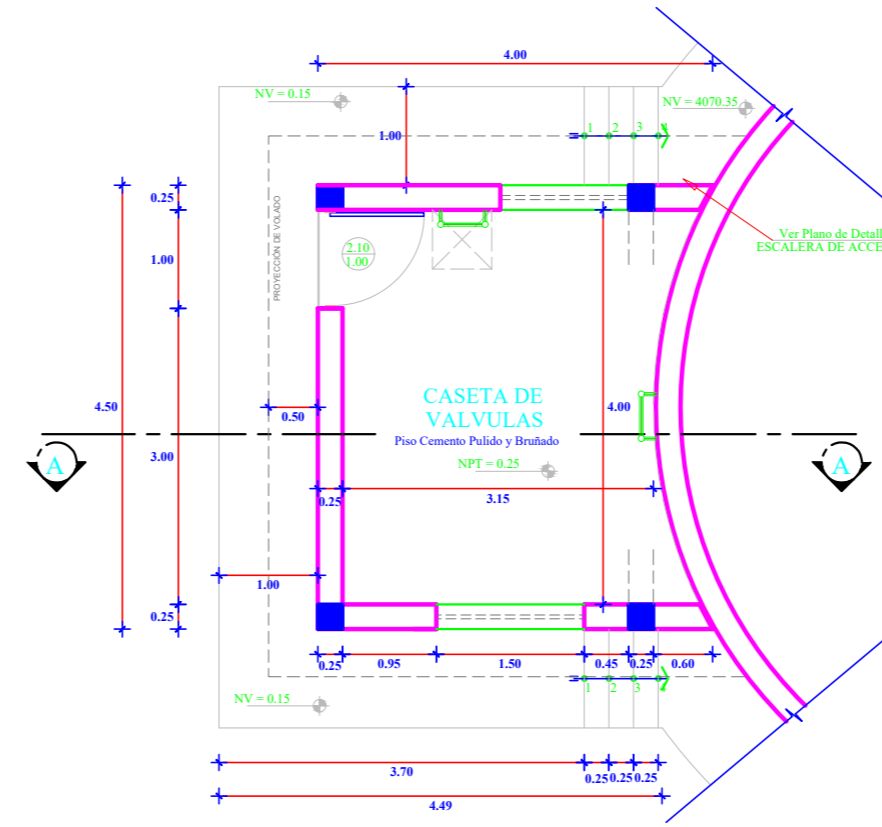 4.00
NV = 0.15
NV = 4070.35
1.00
1
2
3
4
0.25
PROYECCIÓN DE VOLADO
Ver Plano de Detall
ESCALERA DE ACCE
2.10
1.00
1.00
4.50
CASETA DE
VALVULAS
Piso Cemento Pulido y Bruñado
4.00
0.50
A
A
NPT = 0.25
3.00
0.25
3.15
1.00
0.25
0.25
0.95
1.50
0.45
0.25
0.60
NV = 0.15
1
2
3
4
3.70
0.25
0.25
0.25
4.49